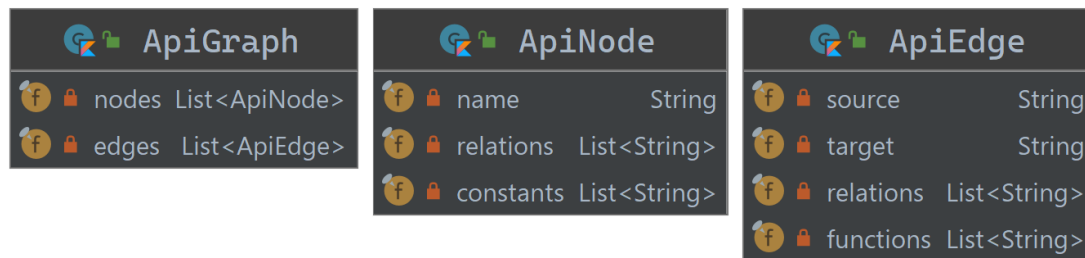 ApiGraph
nodes List<ApiNode>
edges List<ApiEdge>
ApiNode
name String
relations List<String>
constants List<String>
ApiEdge
source String
target String
relations List<String>
functions List<String>